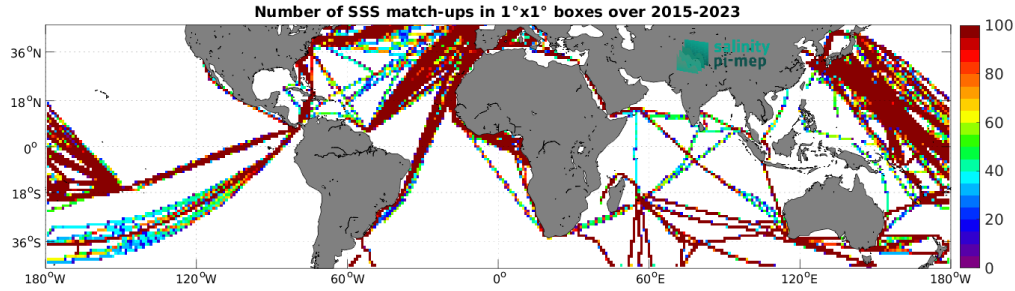 Number of SSS match-ups in 1°x1° boxes over 2015-2023
36°N
18°N
0°
18°S
36°S
180°W
120°W
60°W
0°
60°E
120°E
180°W
100
80
60
40
20
0
salinity
pi-mep